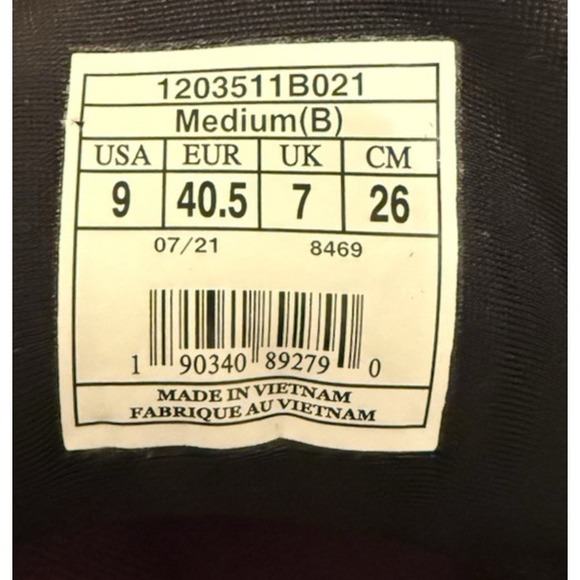 1203511B021
Medium(B)
USA EUR UK CM
9 40.5 7 26
07/21 8469
1 90340 89279 0
MADE IN VIETNAM
FABRIQUE AU VIETNAM